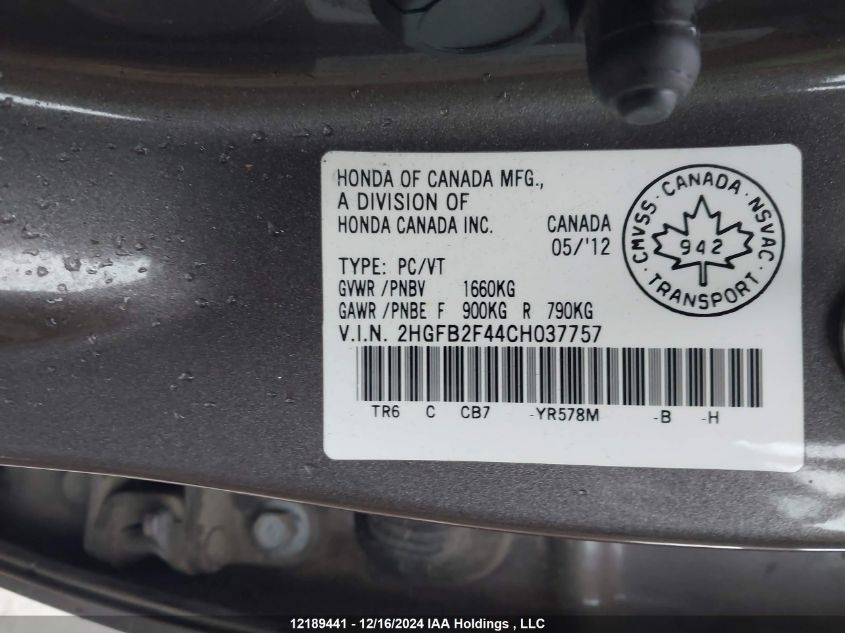 HONDA OF CANADA MFG.,
A DIVISION OF
HONDA CANADA INC. CANADA
05/'12
TYPE: PC/VT
GVWR /PNBV 1660KG
GAWR /PNBE F 900KG R 790KG
V.I.N. 2HGFB2F44CH037757
TR6 C CB7 -YR578M -B -H
CMVSS · CANADA · NSVAC
942
· TRANSPORT ·
12189441 - 12/16/2024 IAA Holdings , LLC